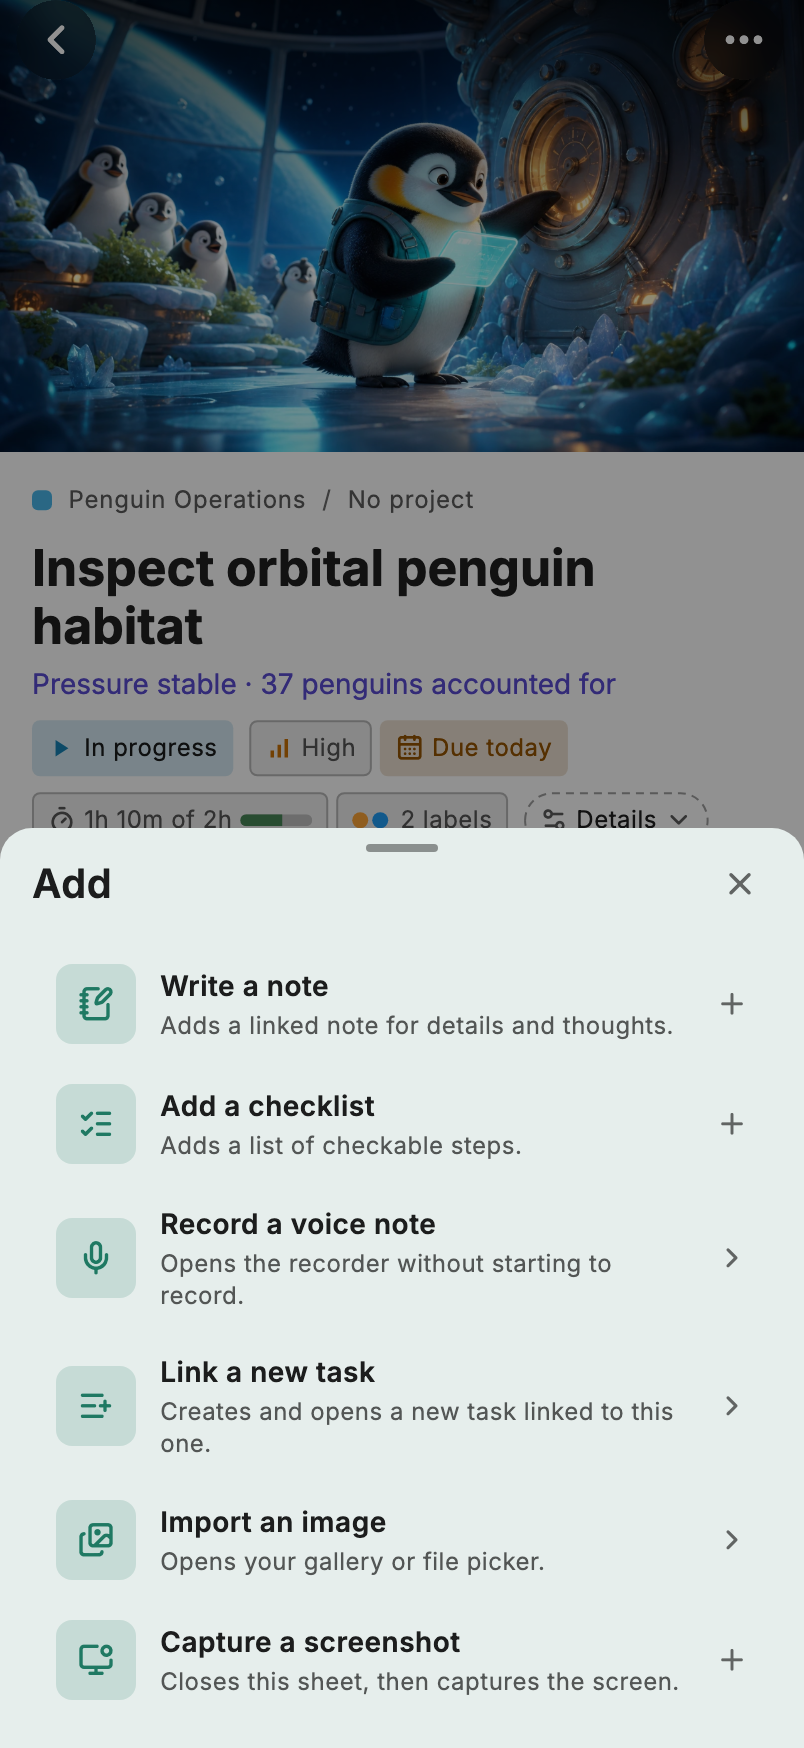 Penguin Operations / No project
Inspect orbital penguin
habitat
Pressure stable · 37 penguins accounted for
In progress High Due today
1h 10m of 2h 2 labels Details
Add
Write a note
Adds a linked note for details and thoughts.
Add a checklist
Adds a list of checkable steps.
Record a voice note
Opens the recorder without starting to
record.
Link a new task
Creates and opens a new task linked to this
one.
Import an image
Opens your gallery or file picker.
Capture a screenshot
Closes this sheet, then captures the screen.